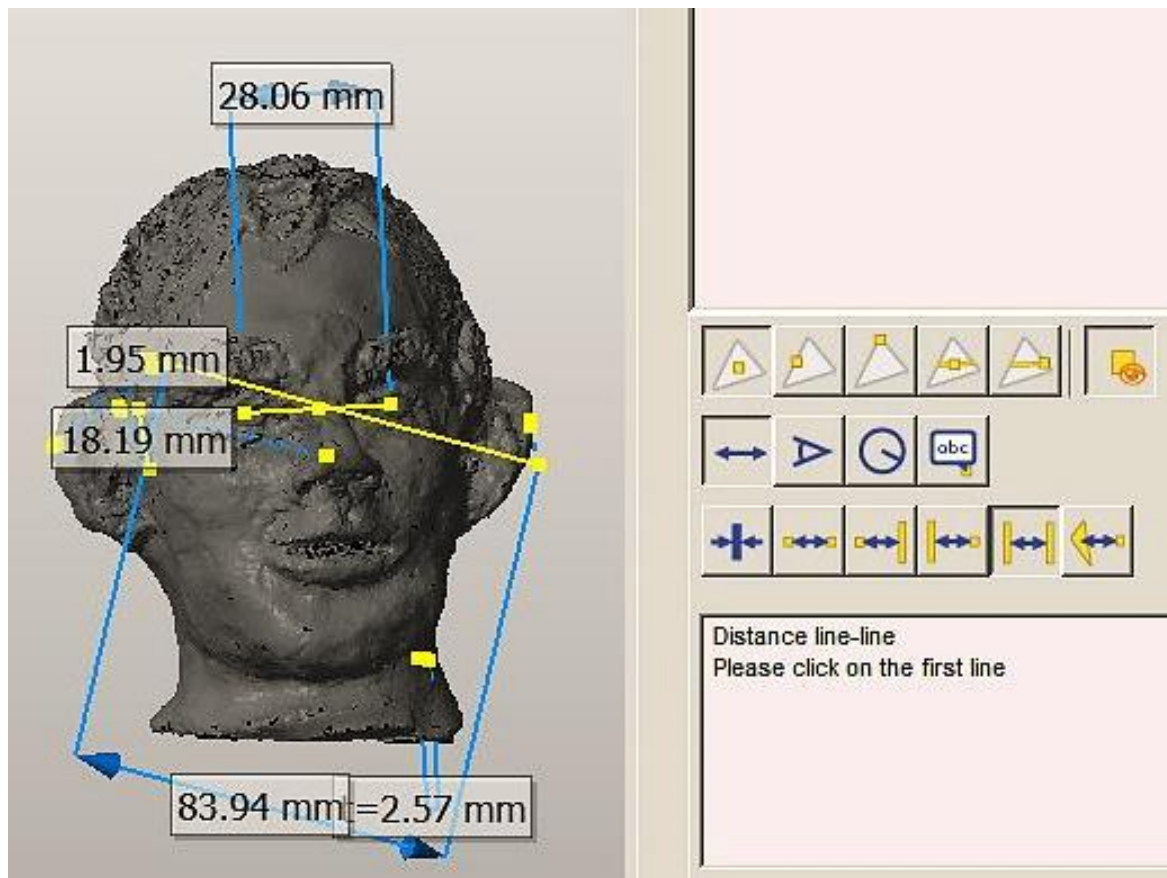 28.06 mm
1.95 mm
18.19 mm
83.94 mm
=2.57 mm
abc
Distance line-line
Please click on the first line